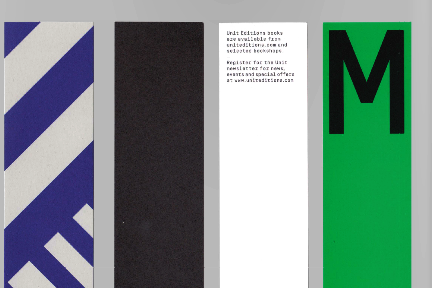 Unit Editions books
are available from
uniteditions.com and
selected bookshops
Register for the Unit
newsletter for news,
events and special offers
at www.uniteditions.com
M